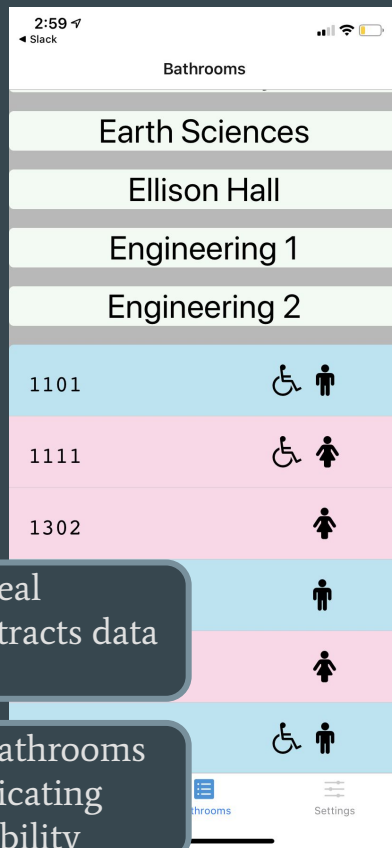 2:59
◀ Slack
Bathrooms
Earth Sciences
Ellison Hall
Engineering 1
Engineering 2
1101
1111
1302
eal
tracts data
athrooms
icating
bility
throoms
Settings